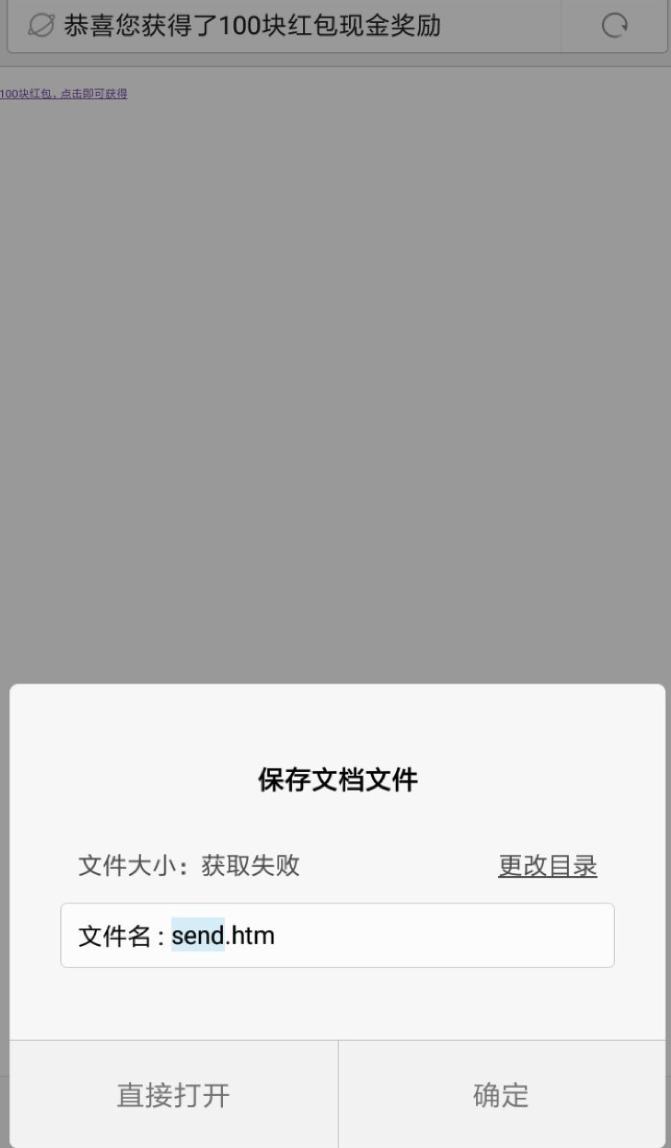 恭喜您获得了100块红包现金奖励
100块红包，点击即可获得
保存文档文件
文件大小：获取失败 更改目录
文件名 : send.htm
直接打开 确定